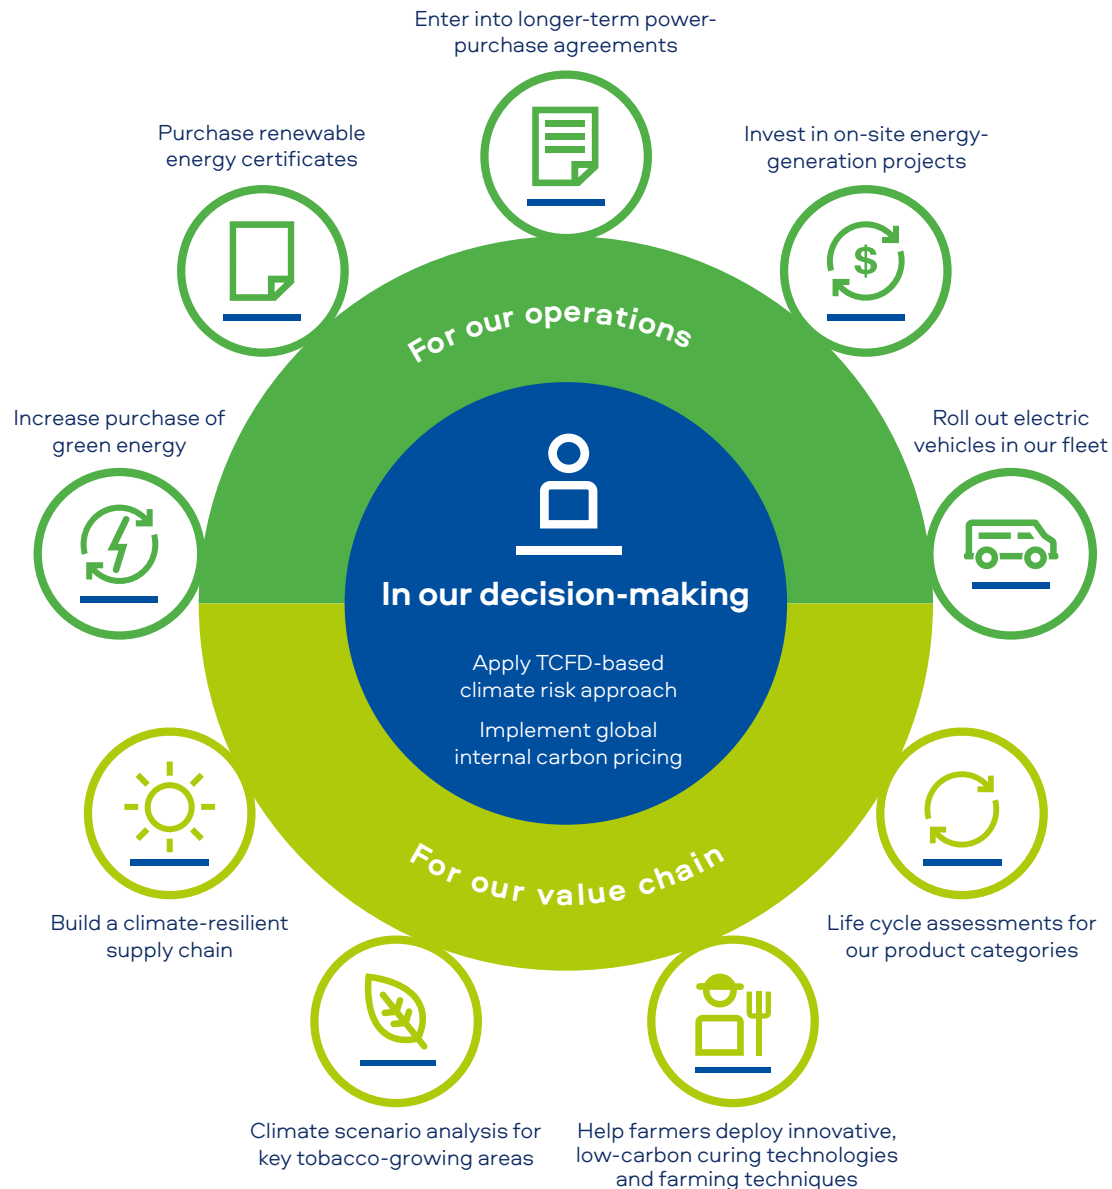 Enter into longer-term power-
purchase agreements
Purchase renewable
energy certificates
Invest in on-site energy-
generation projects
$
For our operations
Increase purchase of
green energy
Roll out electric
vehicles in our fleet
In our decision-making
Apply TCFD-based
climate risk approach
Implement global
internal carbon pricing
For our value chain
Build a climate-resilient
supply chain
Life cycle assessments for
our product categories
Climate scenario analysis for
key tobacco-growing areas
Help farmers deploy innovative,
low-carbon curing technologies
and farming techniques